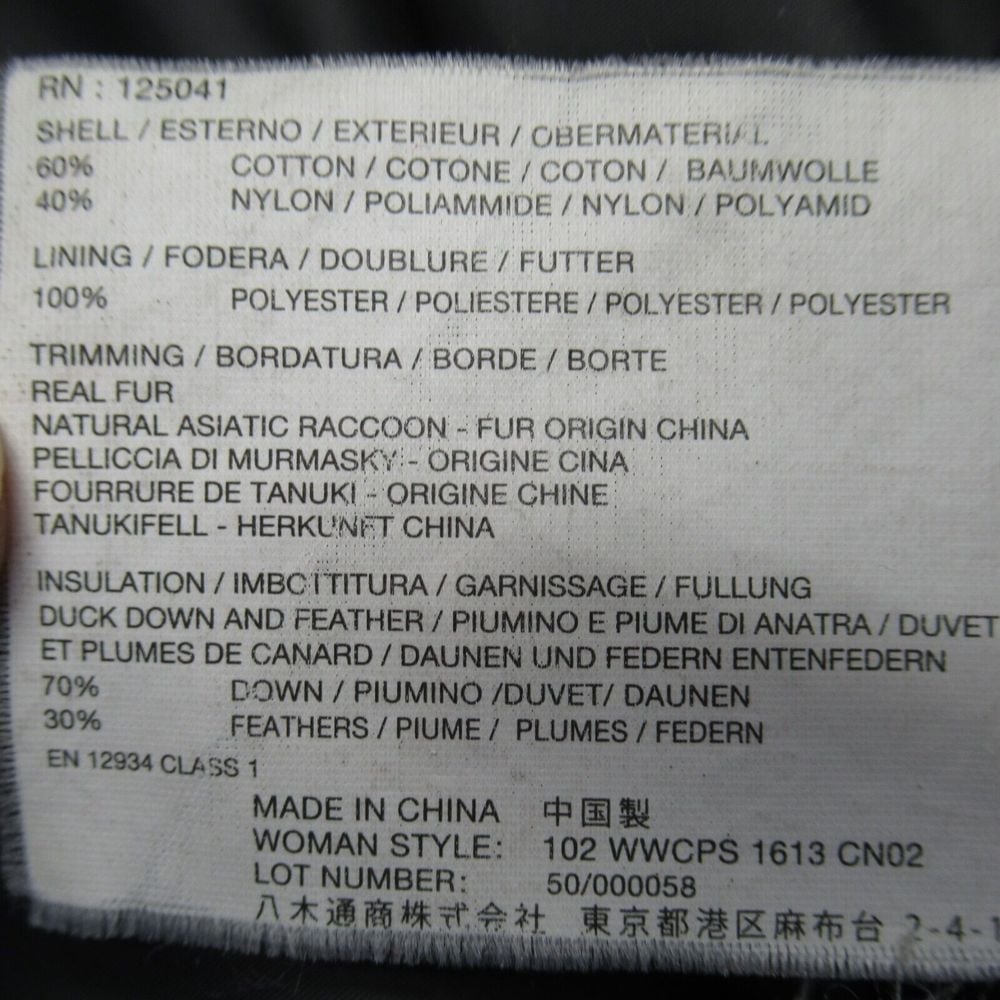 RN : 125041
SHELL / ESTERNO / EXTERIEUR / OBERMATERIAL
60% COTTON / COTONE / COTON / BAUMWOLLE
40% NYLON / POLIAMMIDE / NYLON / POLYAMID
LINING / FODERA / DOUBLURE / FUTTER
100% POLYESTER / POLIESTERE / POLYESTER / POLYESTER
TRIMMING / BORDATURA / BORDE / BORTE
REAL FUR
NATURAL ASIATIC RACCOON - FUR ORIGIN CHINA
PELLICCIA DI MURMASKY - ORIGINE CINA
FOURRURE DE TANUKI - ORIGINE CHINE
TANUKIFELL - HERKUNFT CHINA
INSULATION / IMBOTTITURA / GARNISSAGE / FULLUNG
DUCK DOWN AND FEATHER / PIUMINO E PIUME DI ANATRA / DUVET
ET PLUMES DE CANARD / DAUNEN UND FEDERN ENTENFEDERN
70% DOWN / PIUMINO /DUVET/ DAUNEN
30% FEATHERS / PIUME / PLUMES / FEDERN
EN 12934 CLASS 1
MADE IN CHINA 中国製
WOMAN STYLE: 102 WWCPS 1613 CN02
LOT NUMBER: 50/000058
八木通商株式会社 東京都港区麻布台 2-4-1